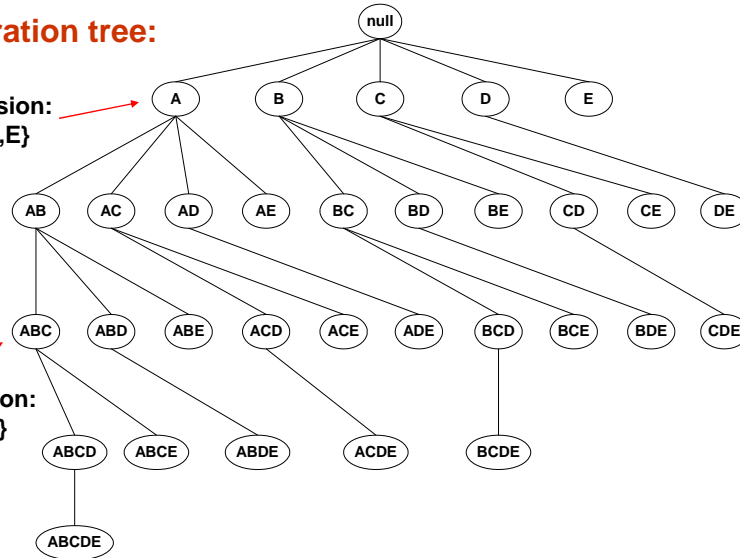 ration tree:
null
sion:
,E}
A B C D E
AB AC AD AE BC BD BE CD CE DE
ABC ABD ABE ACD ACE ADE BCD BCE BDE CDE
on:
}
ABCD ABCE ABDE ACDE BCDE
ABCDE